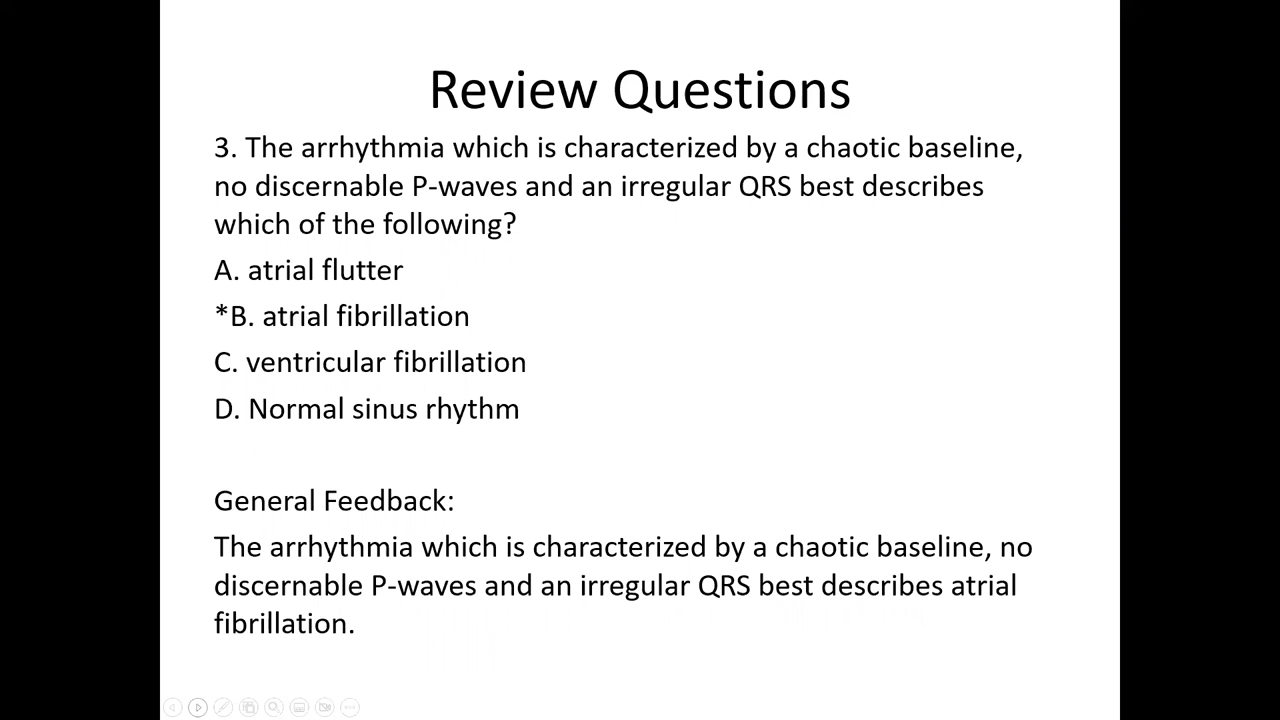 Review Questions
3. The arrhythmia which is characterized by a chaotic baseline,
no discernable P-waves and an irregular QRS best describes
which of the following?
A. atrial flutter
*B. atrial fibrillation
C. ventricular fibrillation
D. Normal sinus rhythm
General Feedback:
The arrhythmia which is characterized by a chaotic baseline, no
discernable P-waves and an irregular QRS best describes atrial
fibrillation.